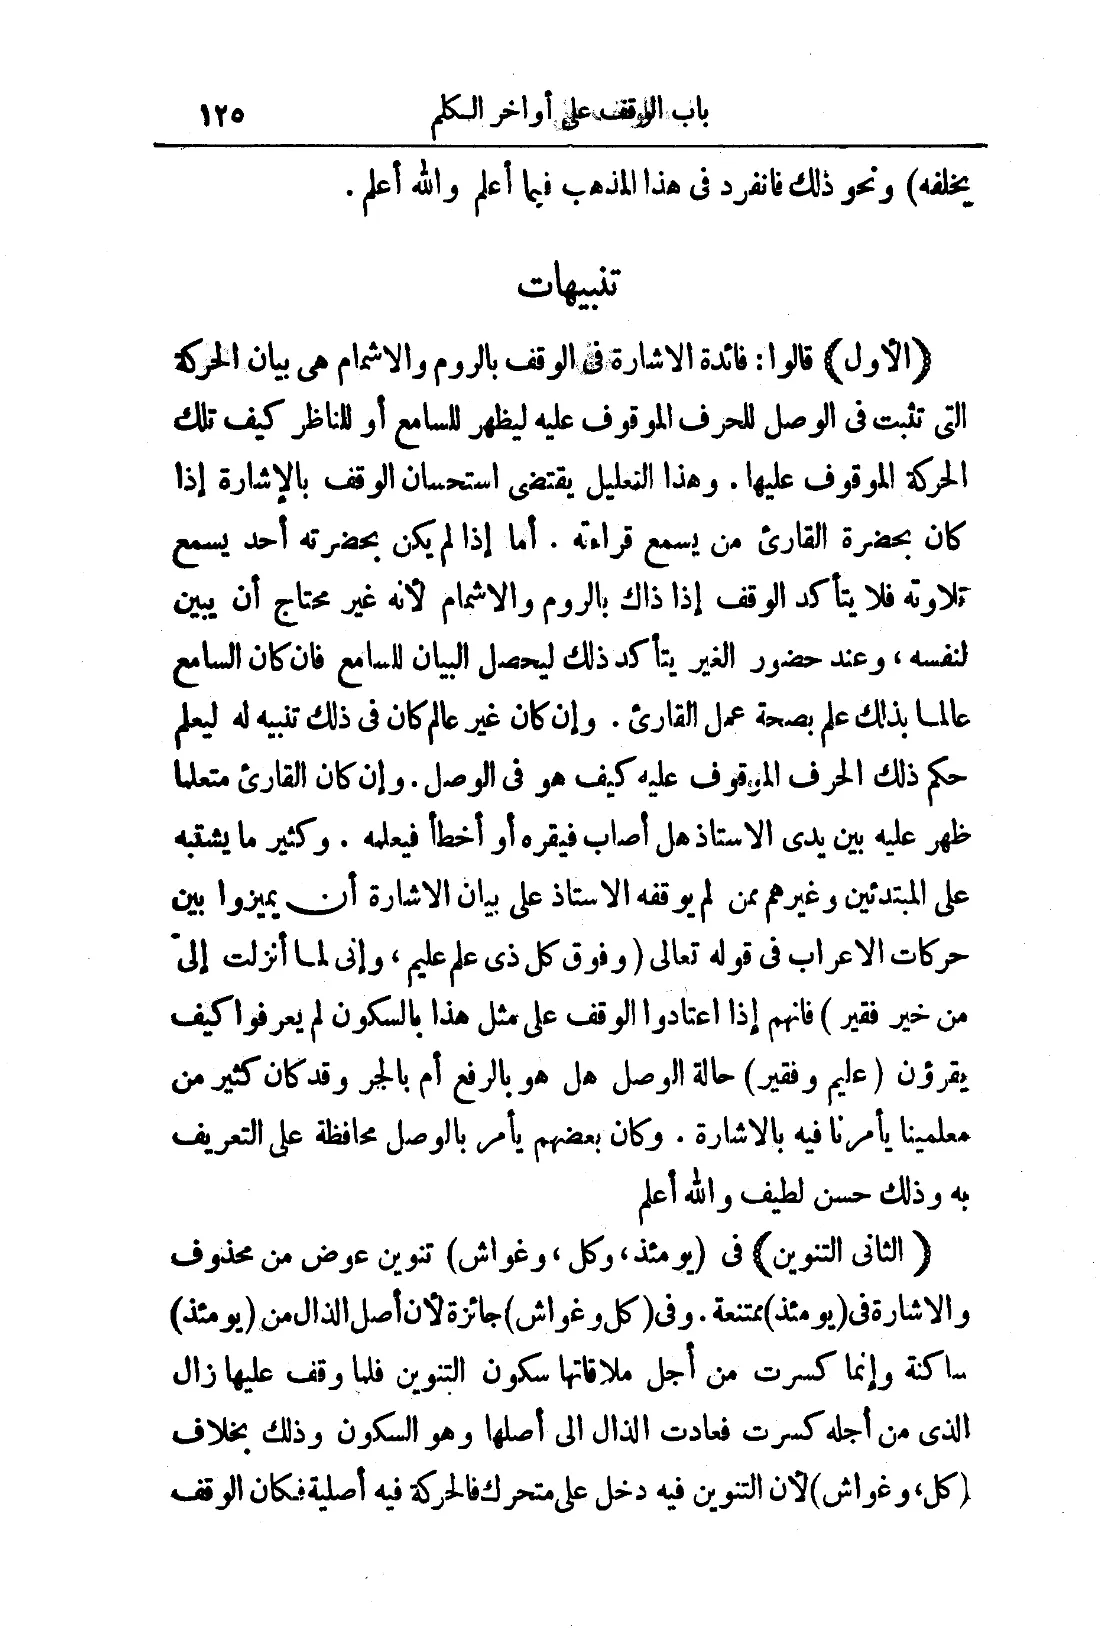 باب الوقف على أواخر الكلم ١٢٥
يخلفه) ونحو ذلك فانفرد فى هذا المذهب فيما أعلم والله أعلم .
تنبيهات
(الأول) قالوا: فائدة الاشارة فى الوقف بالروم والاشمام هى بيان الحركة
التى تثبت فى الوصل للحرف الموقوف عليه ليظهر للسامع أو للناظر كيف تلك
الحركة الموقوف عليها . وهذا التعليل يقتضى استحسان الوقف بالإشارة إذا
كان بحضرة القارئ من يسمع قراءته . أما إذا لم يكن بحضرته أحد يسمع
تلاوته فلا يتأكد الوقف إذا ذاك بالروم والاشمام لأنه غير محتاج أن يبين
لنفسه ، وعند حضور الغير يتأكد ذلك ليحصل البيان للسامع فان كان السامع
عالما بذلك علم بصحة عمل القارئ . وإن كان غير عالم كان فى ذلك تنبيه له ليعلم
حكم ذلك الحرف الموقوف عليه كيف هو فى الوصل . وإن كان القارئ متعلما
ظهر عليه بين يدى الاستاذ هل أصاب فيقره أو أخطأ فيعلمه . وكثير ما يشتبه
على المبتدئين وغيرهم ممن لم يوقفه الاستاذ على بيان الاشارة أن يميزوا بين
حركات الاعراب فى قوله تعالى (وفوق كل ذى علم عليم ، وإنى لما أنزلت إلىّ
من خير فقير ) فانهم إذا اعتادوا الوقف على مثل هذا بالسكون لم يعرفوا كيف
يقرؤن (عليم وفقير) حالة الوصل هل هو بالرفع أم بالجر وقد كان كثير من
معلمينا يأمرنا فيه بالاشارة . وكان بعضهم يأمر بالوصل محافظة على التعريف
به وذلك حسن لطيف والله أعلم
(الثانى التنوين) فى (يومئذ، وكل، وغواش) تنوين عوض من محذوف
والاشارة فى (يومئذ) ممتنعة . وفى (كل وغواش) جائزة لأن أصل الذال من (يومئذ)
ساكنة وإنما كسرت من أجل ملاقاتها سكون التنوين فلما وقف عليها زال
الذى من أجله كسرت فعادت الذال الى أصلها وهو السكون وذلك بخلاف
(كل، وغواش) لأن التنوين فيه دخل على متحرك فالحركة فيه أصلية فكان الوقف